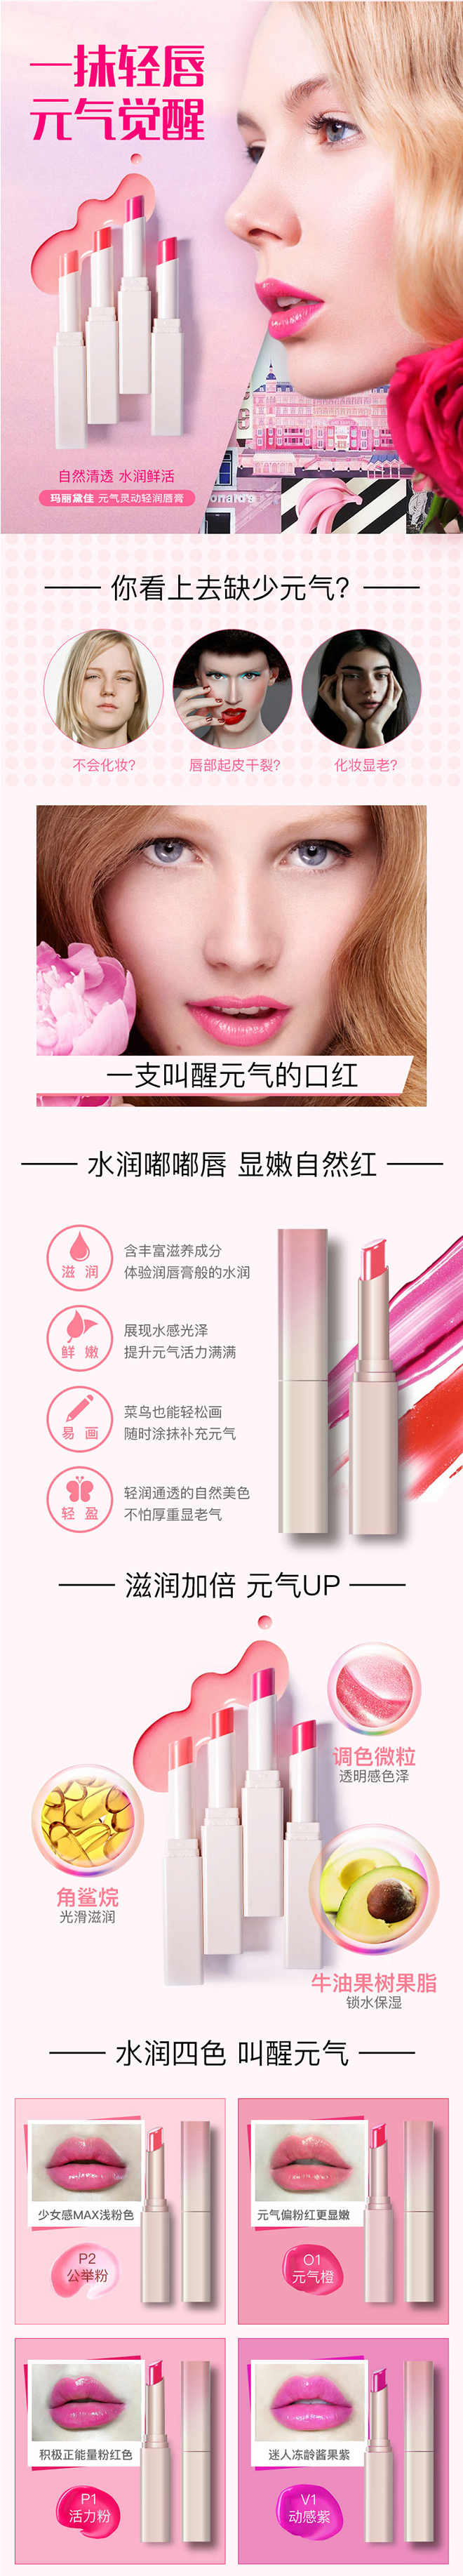 一抹轻唇
元气觉醒
自然清透 水润鲜活
玛丽黛佳 元气灵动轻润唇膏
onald's
你看上去缺少元气?
不会化妆?
唇部起皮干裂?
化妆显老?
一支叫醒元气的口红
水润嘟嘟唇 显嫩自然红
滋 润
含丰富滋养成分
体验润唇膏般的水润
鲜 嫩
展现水感光泽
提升元气活力满满
易 画
菜鸟也能轻松画
随时涂抹补充元气
轻 盈
轻润通透的自然美色
不怕厚重显老气
滋润加倍 元气UP
调色微粒
透明感色泽
角鲨烷
光滑滋润
牛油果树果脂
锁水保湿
水润四色 叫醒元气
少女感MAX浅粉色
P2
公举粉
元气偏粉红更显嫩
O1
元气橙
积极正能量粉红色
P1
活力粉
迷人冻龄酱果紫
V1
动感紫